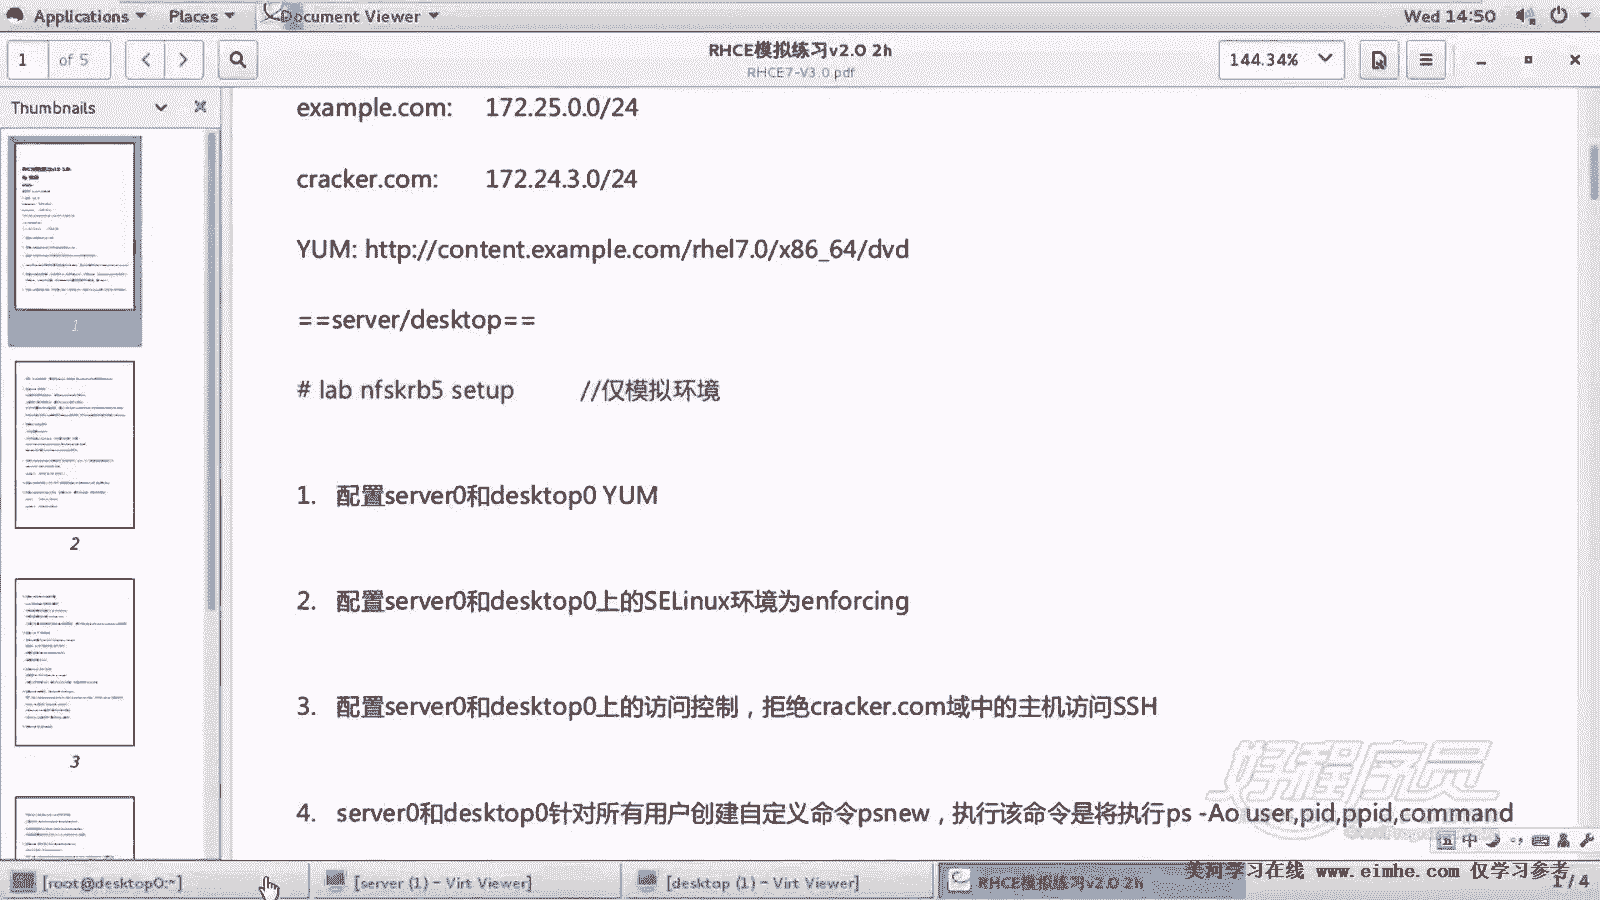 Applications Places Document Viewer Wed 14:50
1 of 5
RHCE模拟练习v2.0 2h
RHCE7-V3.0.pdf
144.34%
Thumbnails
1
2
3
example.com: 172.25.0.0/24
cracker.com: 172.24.3.0/24
YUM: http://content.example.com/rhel7.0/x86_64/dvd
==server/desktop==
# lab nfskrb5 setup //仅模拟环境
1. 配置server0和desktop0 YUM
2. 配置server0和desktop0上的SELinux环境为enforcing
3. 配置server0和desktop0上的访问控制，拒绝cracker.com域中的主机访问SSH
4. server0和desktop0针对所有用户创建自定义命令psnew，执行该命令是将执行ps -Ao user,pid,ppid,command
好程序员
中
[root@desktop0:~] [server (1) - Virt Viewer] [desktop (1) - Virt Viewer] RHCE模拟练习v2.0 2h 1 / 4
美河学习在线 www.eimhe.com 仅学习参考